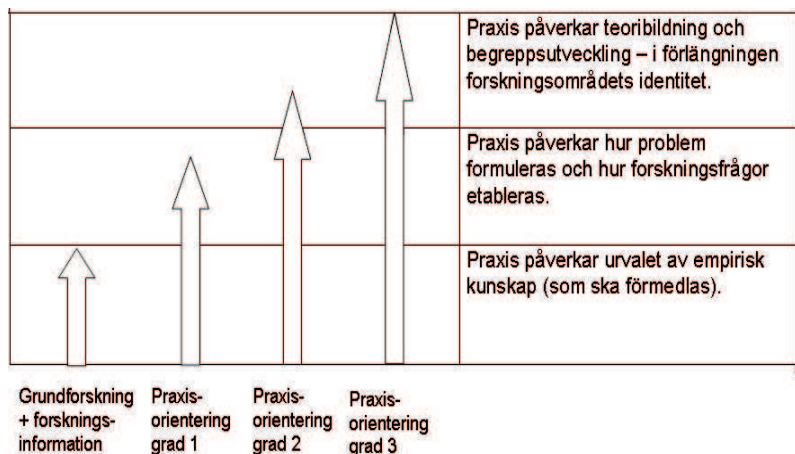 Praxis påverkar teoribildning och
begreppsutveckling – i förlängningen
forskningsområdets identitet.
Praxis påverkar hur problem
formuleras och hur forskningsfrågor
etableras.
Praxis påverkar urvalet av empirisk
kunskap (som ska förmedlas).
Grundforskning
+ forsknings-
information
Praxis-
orientering
grad 1
Praxis-
orientering
grad 2
Praxis-
orientering
grad 3